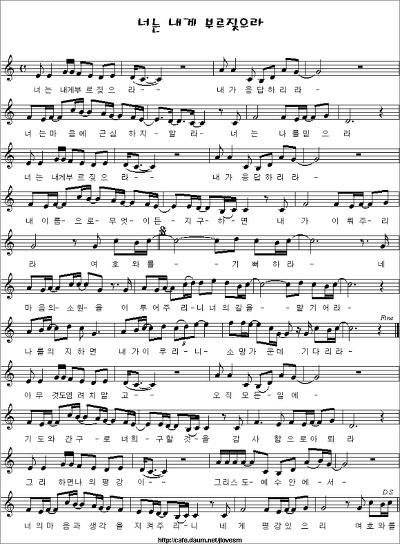 너는 내게 부르짖으라
너 는 내게부 르 짖 으 라- 내 가 응 답 하 리 라 -
너 는 마 음 에 근 심 하 지- 말 라- 너 는 나 를 믿 으 라
너 는 내게부 르 짖 으 라- 내 가 응 답 하 리 라 -
내 이 름- 으 로- 무 엇- 이 든- 지 구- 하- 면 내 가 이 뤄 주- 리
라 여 호 와 를- 기 뻐 하 라- 네
마 음의- 소 원- 을 이 루- 어 주 리- 니 너 의 길 을- 맡 기 어 라-
Fine
나 를의 지 하 면 내 가 이 루 리- 니- 소 망 가 운 데 기 다 리 라-
아 무 것도염 려 치 말 고- 오 직 모 든- 일 에-
기 도 와 간 구- 로 너 희- 구 할 것- 을 감 사 함 으 로 아 뢰 라
그 리 하면나의 평 강 이- 그리스도- 예 수 안 에- 서-
D.S
너 의 마 음 과 생 각 을 지 켜 주 리- 니 네 게 평 강 있 으 리 여 호 와 를
http://cafe.daum.net/jlovesm